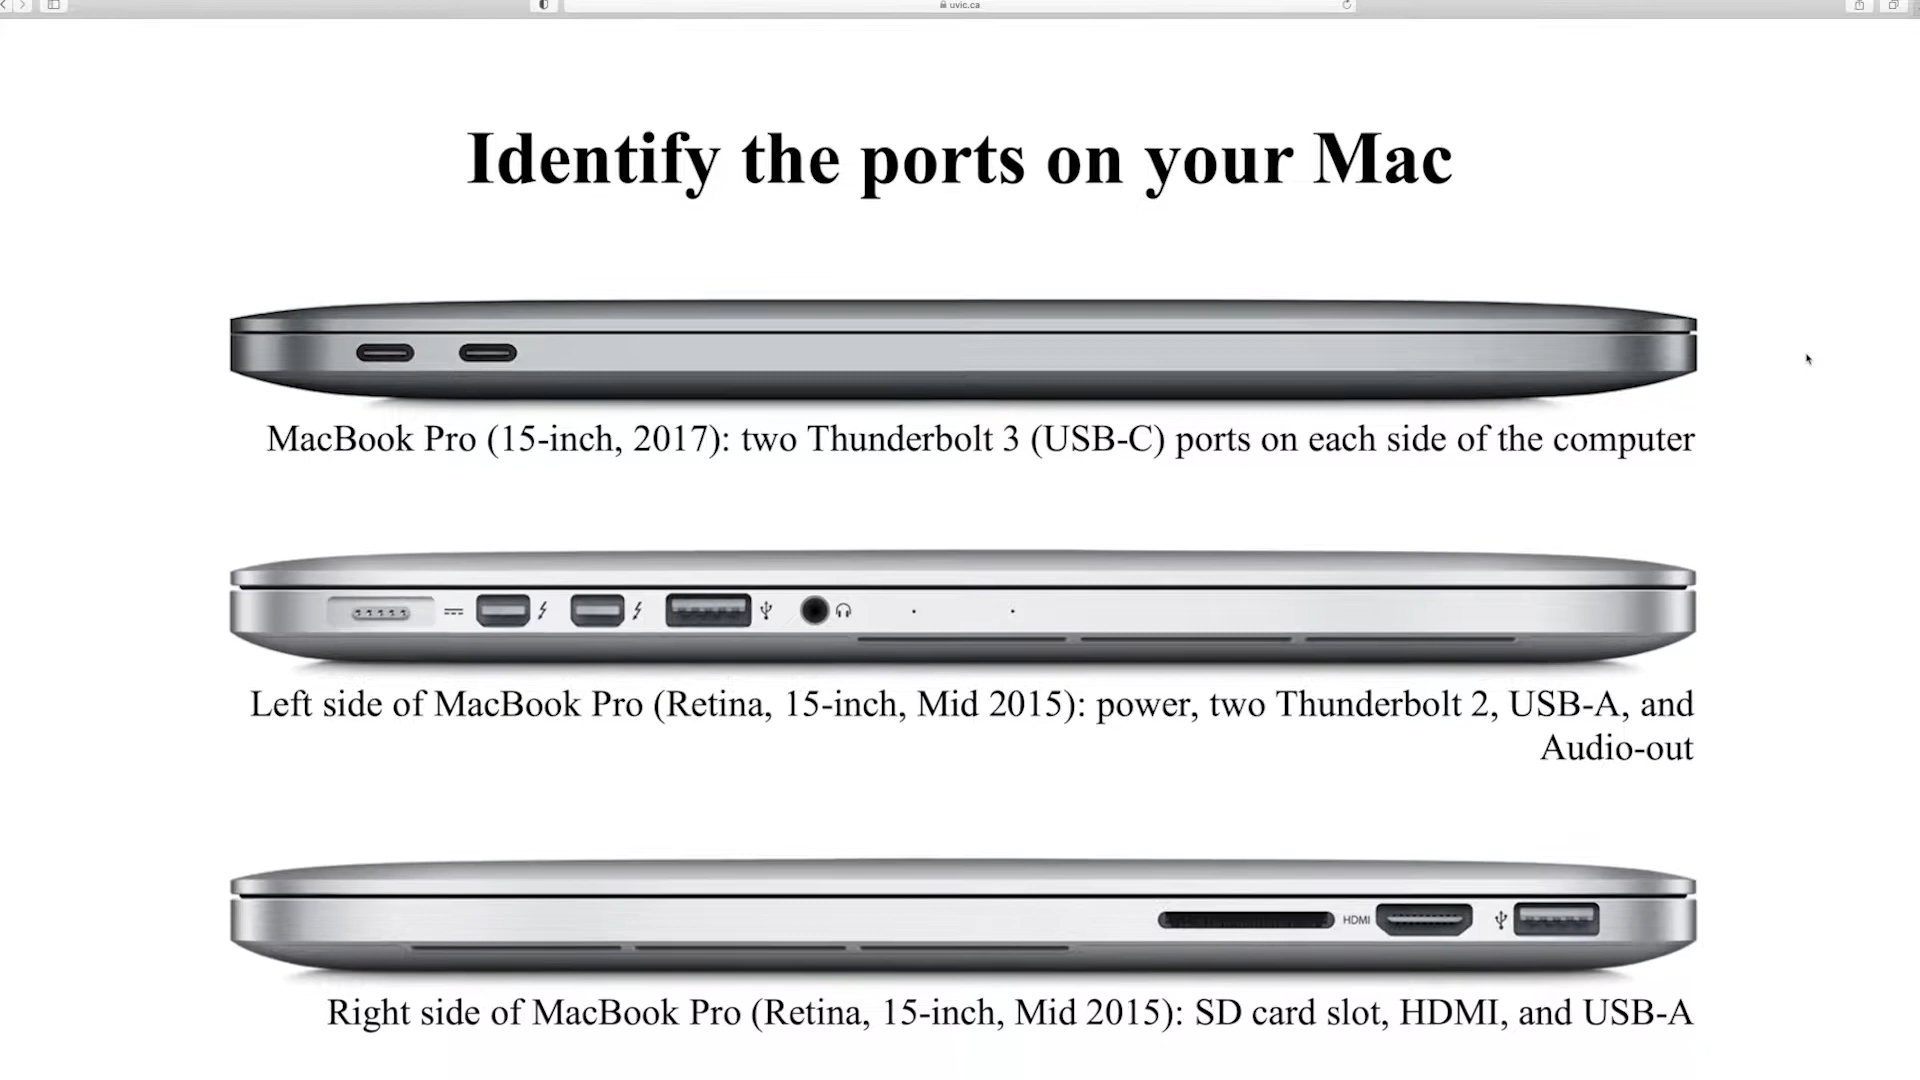 uvic.ca
Identify the ports on your Mac
MacBook Pro (15-inch, 2017): two Thunderbolt 3 (USB-C) ports on each side of the computer
Left side of MacBook Pro (Retina, 15-inch, Mid 2015): power, two Thunderbolt 2, USB-A, and
Audio-out
HDMI
Right side of MacBook Pro (Retina, 15-inch, Mid 2015): SD card slot, HDMI, and USB-A